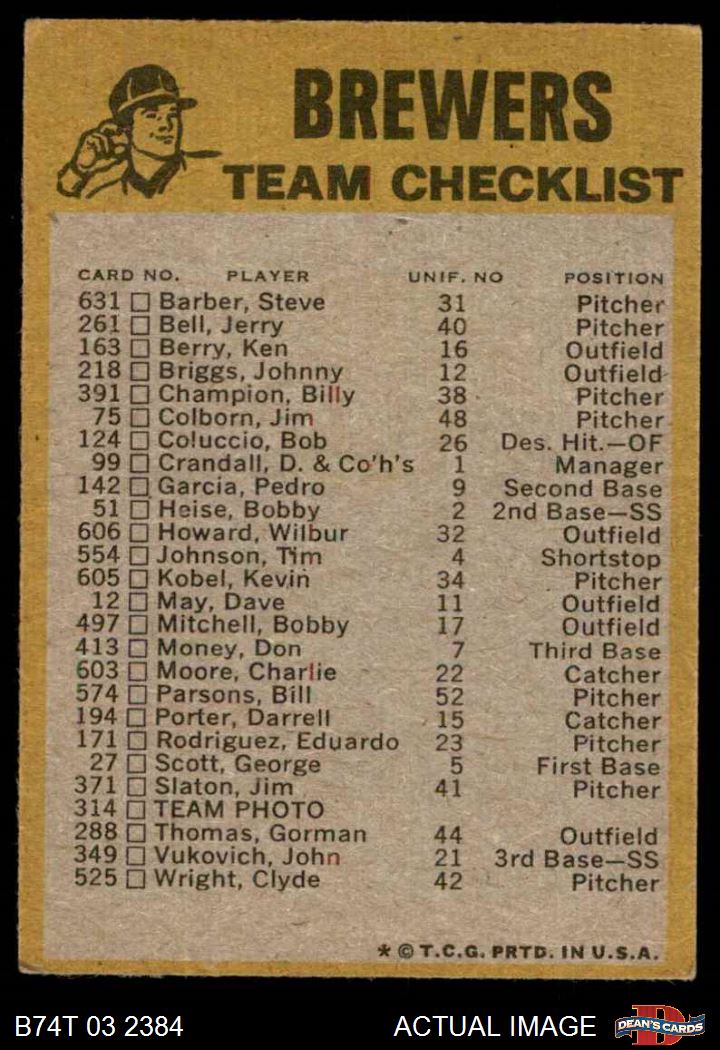 BREWERS
TEAM CHECKLIST
CARD NO. PLAYER UNIF. NO POSITION
631 □ Barber, Steve 31 Pitcher
261 □ Bell, Jerry 40 Pitcher
163 □ Berry, Ken 16 Outfield
218 □ Briggs, Johnny 12 Outfield
391 □ Champion, Billy 38 Pitcher
75 □ Colborn, Jim 48 Pitcher
124 □ Coluccio, Bob 26 Des. Hit.—OF
99 □ Crandall, D. & Co'h's 1 Manager
142 □ Garcia, Pedro 9 Second Base
51 □ Heise, Bobby 2 2nd Base—SS
606 □ Howard, Wilbur 32 Outfield
554 □ Johnson, Tim 4 Shortstop
605 □ Kobel, Kevin 34 Pitcher
12 □ May, Dave 11 Outfield
497 □ Mitchell, Bobby 17 Outfield
413 □ Money, Don 7 Third Base
603 □ Moore, Charlie 22 Catcher
574 □ Parsons, Bill 52 Pitcher
194 □ Porter, Darrell 15 Catcher
171 □ Rodriguez, Eduardo 23 Pitcher
27 □ Scott, George 5 First Base
371 □ Slaton, Jim 41 Pitcher
314 □ TEAM PHOTO
288 □ Thomas, Gorman 44 Outfield
349 □ Vukovich, John 21 3rd Base—SS
525 □ Wright, Clyde 42 Pitcher
* © T.C.G. PRTD. IN U.S.A.
B74T 03 2384 ACTUAL IMAGE DEAN'S CARDS